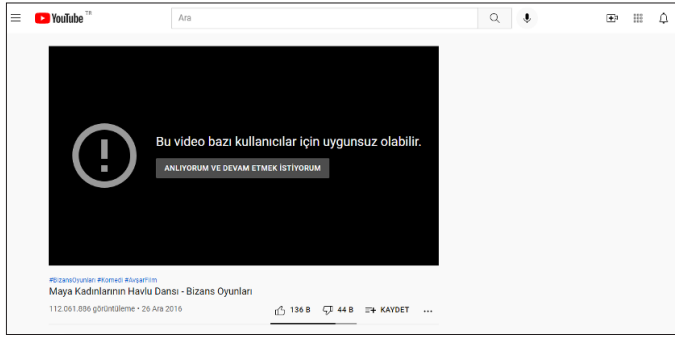 YouTube TR
Ara
Bu video bazı kullanıcılar için uygunsuz olabilir.
ANLIYORUM VE DEVAM ETMEK İSTİYORUM
#BizansOyunları #Komedi #AvşarFilm
Maya Kadınlarının Havlu Dansı - Bizans Oyunları
112.061.886 görüntüleme • 26 Ara 2016
136 B 44 B KAYDET ...